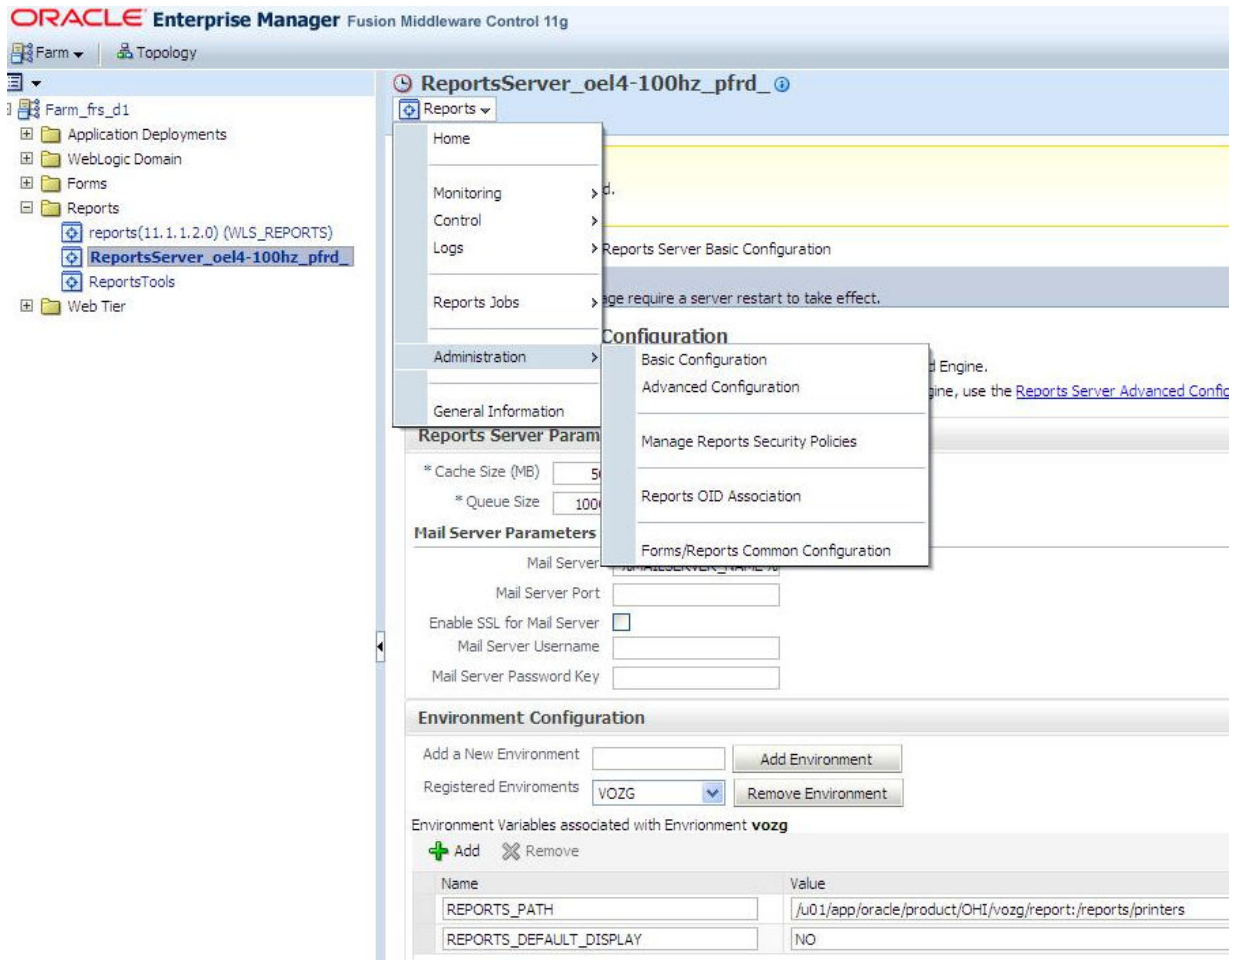 ORACLE Enterprise Manager Fusion Middleware Control 11g
Farm Topology
Farm_frs_d1
Application Deployments
WebLogic Domain
Forms
Reports
reports(11.1.1.2.0) (WLS_REPORTS)
ReportsServer_oel4-100hz_pfrd_
ReportsTools
Web Tier
ReportsServer_oel4-100hz_pfrd_
Reports
Home
Monitoring
Control
Logs
Reports Jobs
Administration
General Information
d.
Reports Server Basic Configuration
age require a server restart to take effect.
Configuration
d Engine.
gine, use the Reports Server Advanced Confic
Basic Configuration
Advanced Configuration
Manage Reports Security Policies
Reports OID Association
Forms/Reports Common Configuration
Reports Server Param
* Cache Size (MB)
* Queue Size 100
Mail Server Parameters
Mail Server %MAILSERVER_NAME%
Mail Server Port
Enable SSL for Mail Server
Mail Server Username
Mail Server Password Key
Environment Configuration
Add a New Environment Add Environment
Registered Enviroments VOZG Remove Environment
Environment Variables associated with Envrionment vozg
Add Remove
Name Value
REPORTS_PATH /u01/app/oracle/product/OHI/vozg/report:/reports/printers
REPORTS_DEFAULT_DISPLAY NO